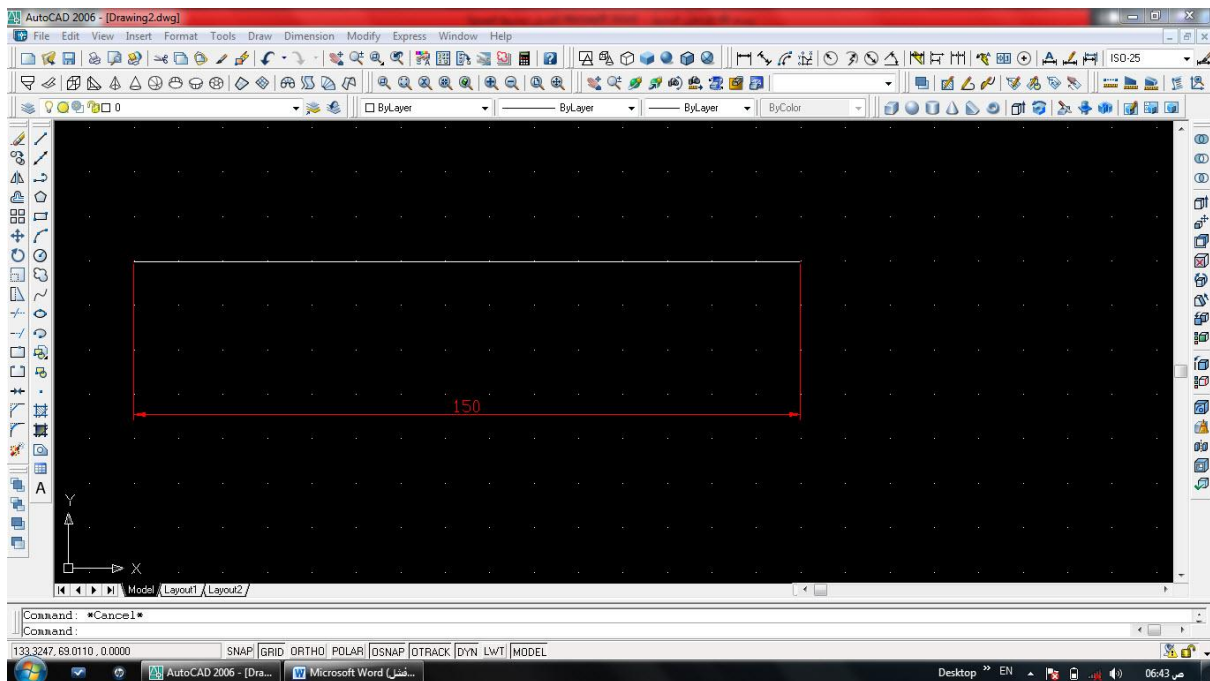 AutoCAD 2006 - [Drawing2.dwg]
File Edit View Insert Format Tools Draw Dimension Modify Express Window Help
ISO-25
0 ByLayer ByLayer ByLayer ByColor
A
150
Y
X
Model Layout1 Layout2
Command: *Cancel*
Command:
133.3247, 69.0110 , 0.0000 SNAP GRID ORTHO POLAR OSNAP OTRACK DYN LWT MODEL
AutoCAD 2006 - [Dra... Microsoft Word (فشل... Desktop » EN 06:43 ص